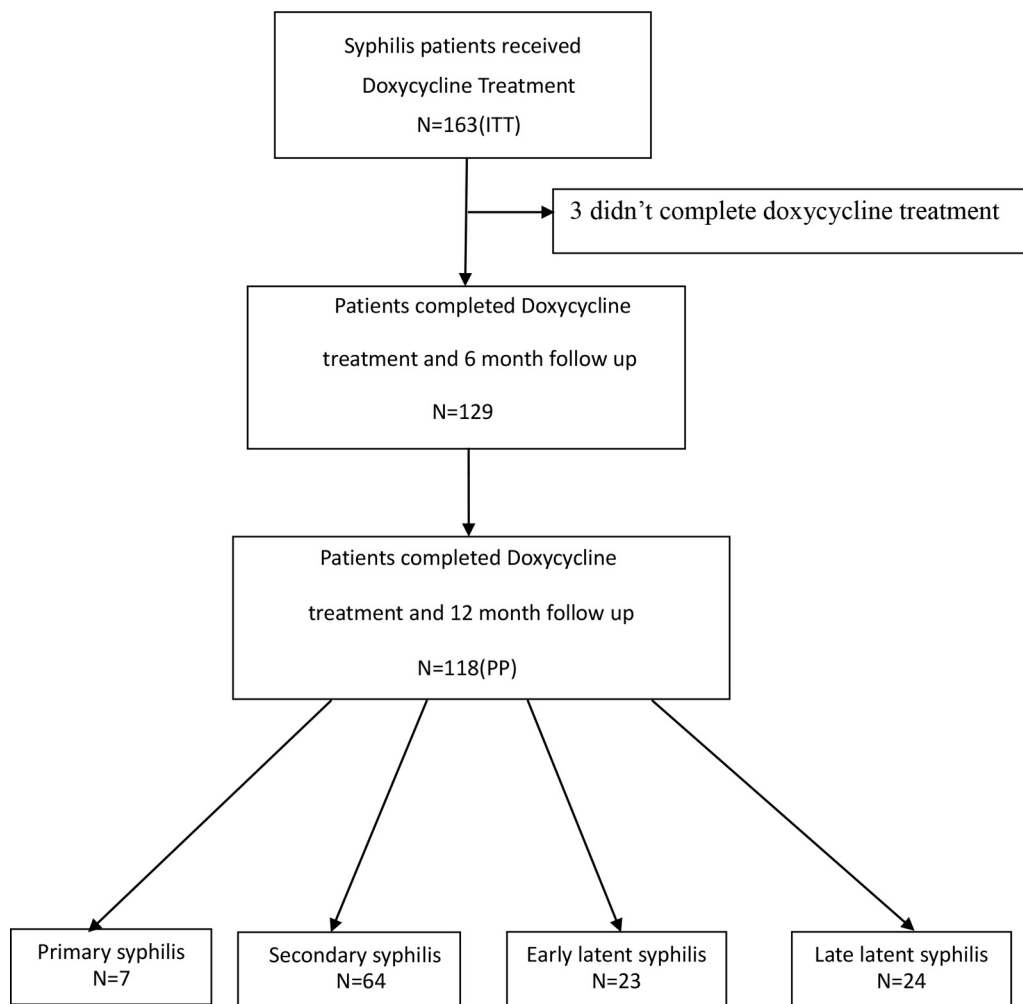 Syphilis patients received
Doxycycline Treatment
N=163(ITT)
3 didn’t complete doxycycline treatment
Patients completed Doxycycline
treatment and 6 month follow up
N=129
Patients completed Doxycycline
treatment and 12 month follow up
N=118(PP)
Primary syphilis
N=7
Secondary syphilis
N=64
Early latent syphilis
N=23
Late latent syphilis
N=24